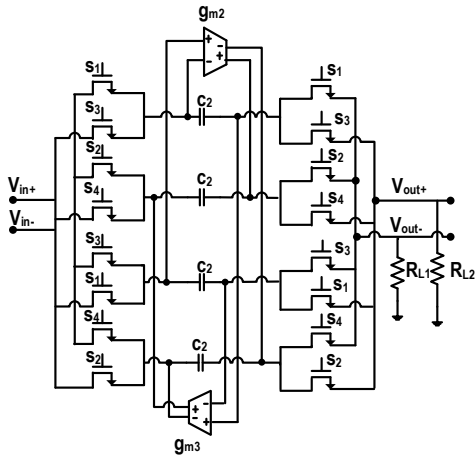 gm2
+ -
+ -
S1
S3
S2
S4
S3
S1
S4
S2
C2
C2
C2
C2
S1
S3
S2
S4
S3
S1
S4
S2
Vin+
Vin-
Vout+
Vout-
RL1
RL2
- -
+ +
gm3